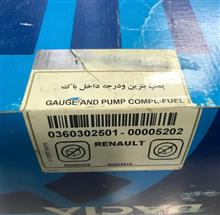 پمپ بنزین ودرجه داخل باک
GAUGE AND PUMP COMPL-FUEL
0360302501-00005202
RENAULT